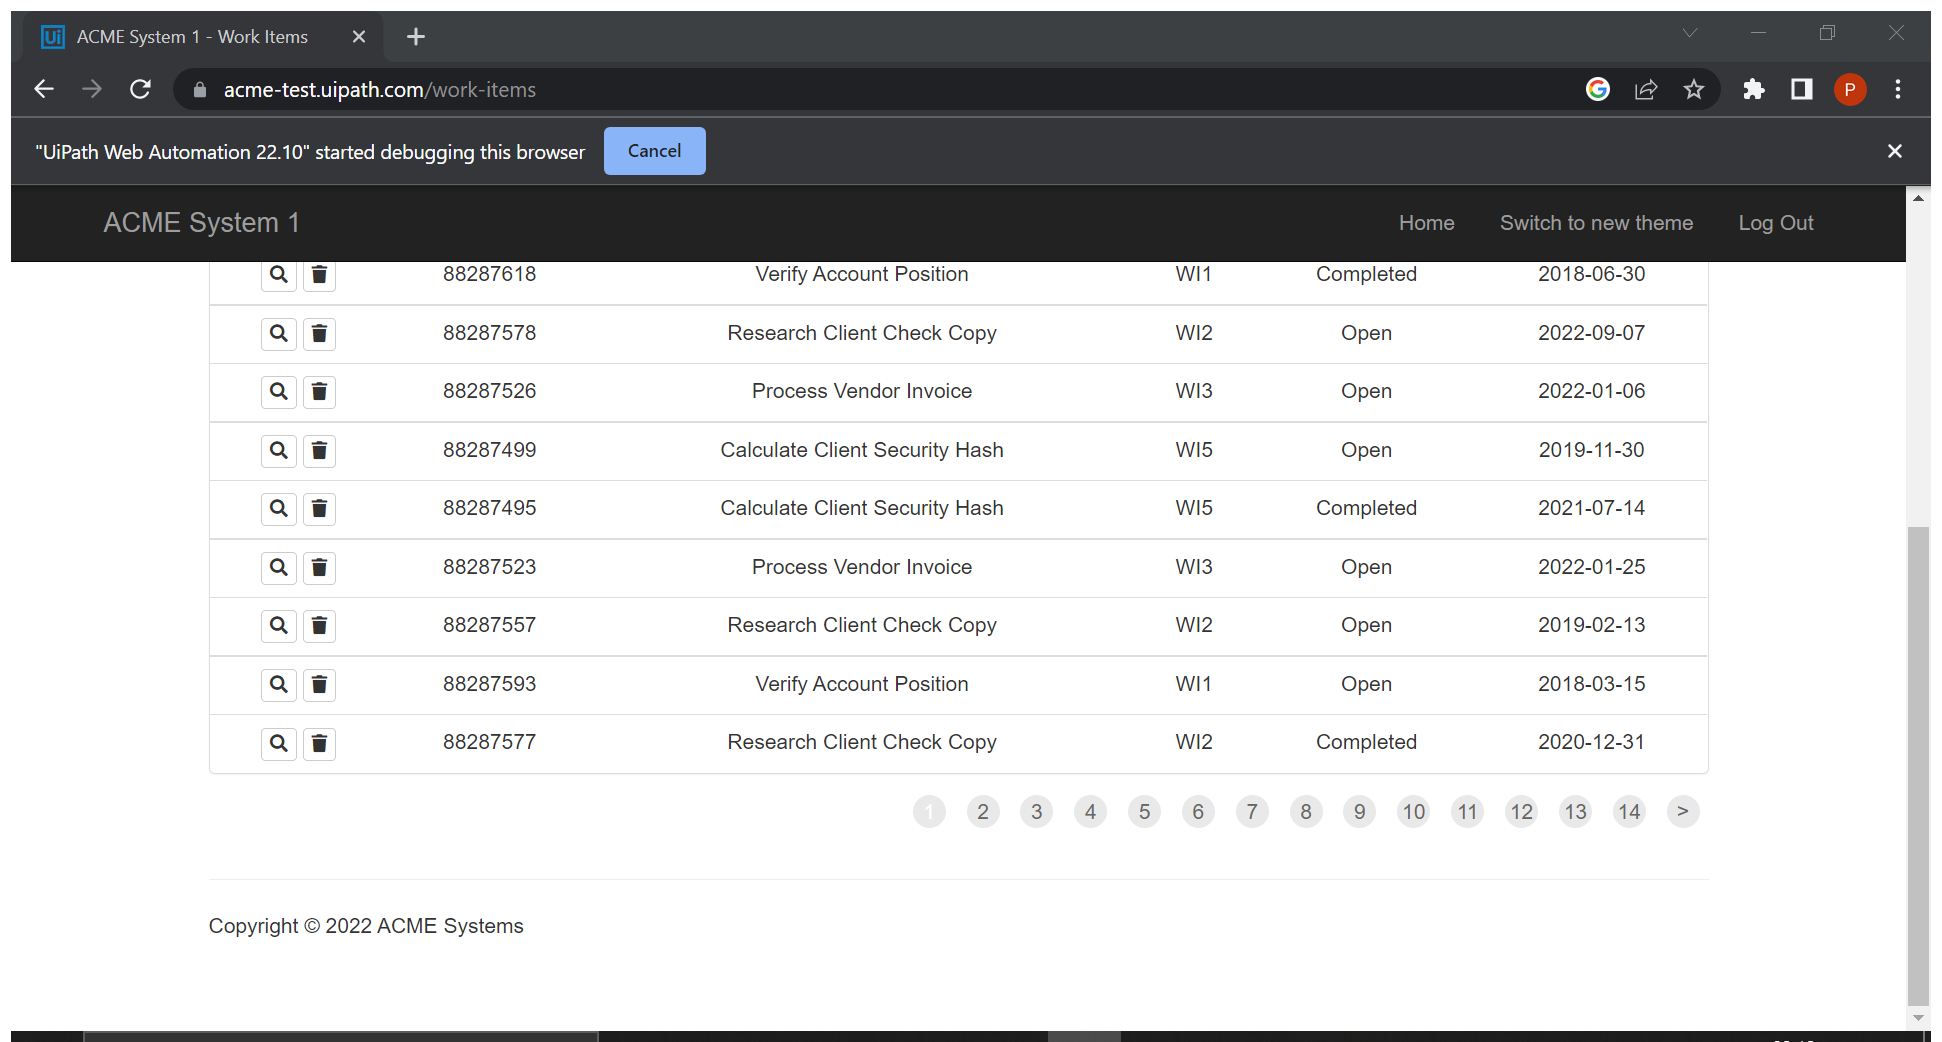 ACME System 1 - Work Items
acme-test.uipath.com/work-items
P
"UiPath Web Automation 22.10" started debugging this browser Cancel
ACME System 1 Home Switch to new theme Log Out
88287618 Verify Account Position WI1 Completed 2018-06-30
88287578 Research Client Check Copy WI2 Open 2022-09-07
88287526 Process Vendor Invoice WI3 Open 2022-01-06
88287499 Calculate Client Security Hash WI5 Open 2019-11-30
88287495 Calculate Client Security Hash WI5 Completed 2021-07-14
88287523 Process Vendor Invoice WI3 Open 2022-01-25
88287557 Research Client Check Copy WI2 Open 2019-02-13
88287593 Verify Account Position WI1 Open 2018-03-15
88287577 Research Client Check Copy WI2 Completed 2020-12-31
1 2 3 4 5 6 7 8 9 10 11 12 13 14 >
Copyright © 2022 ACME Systems